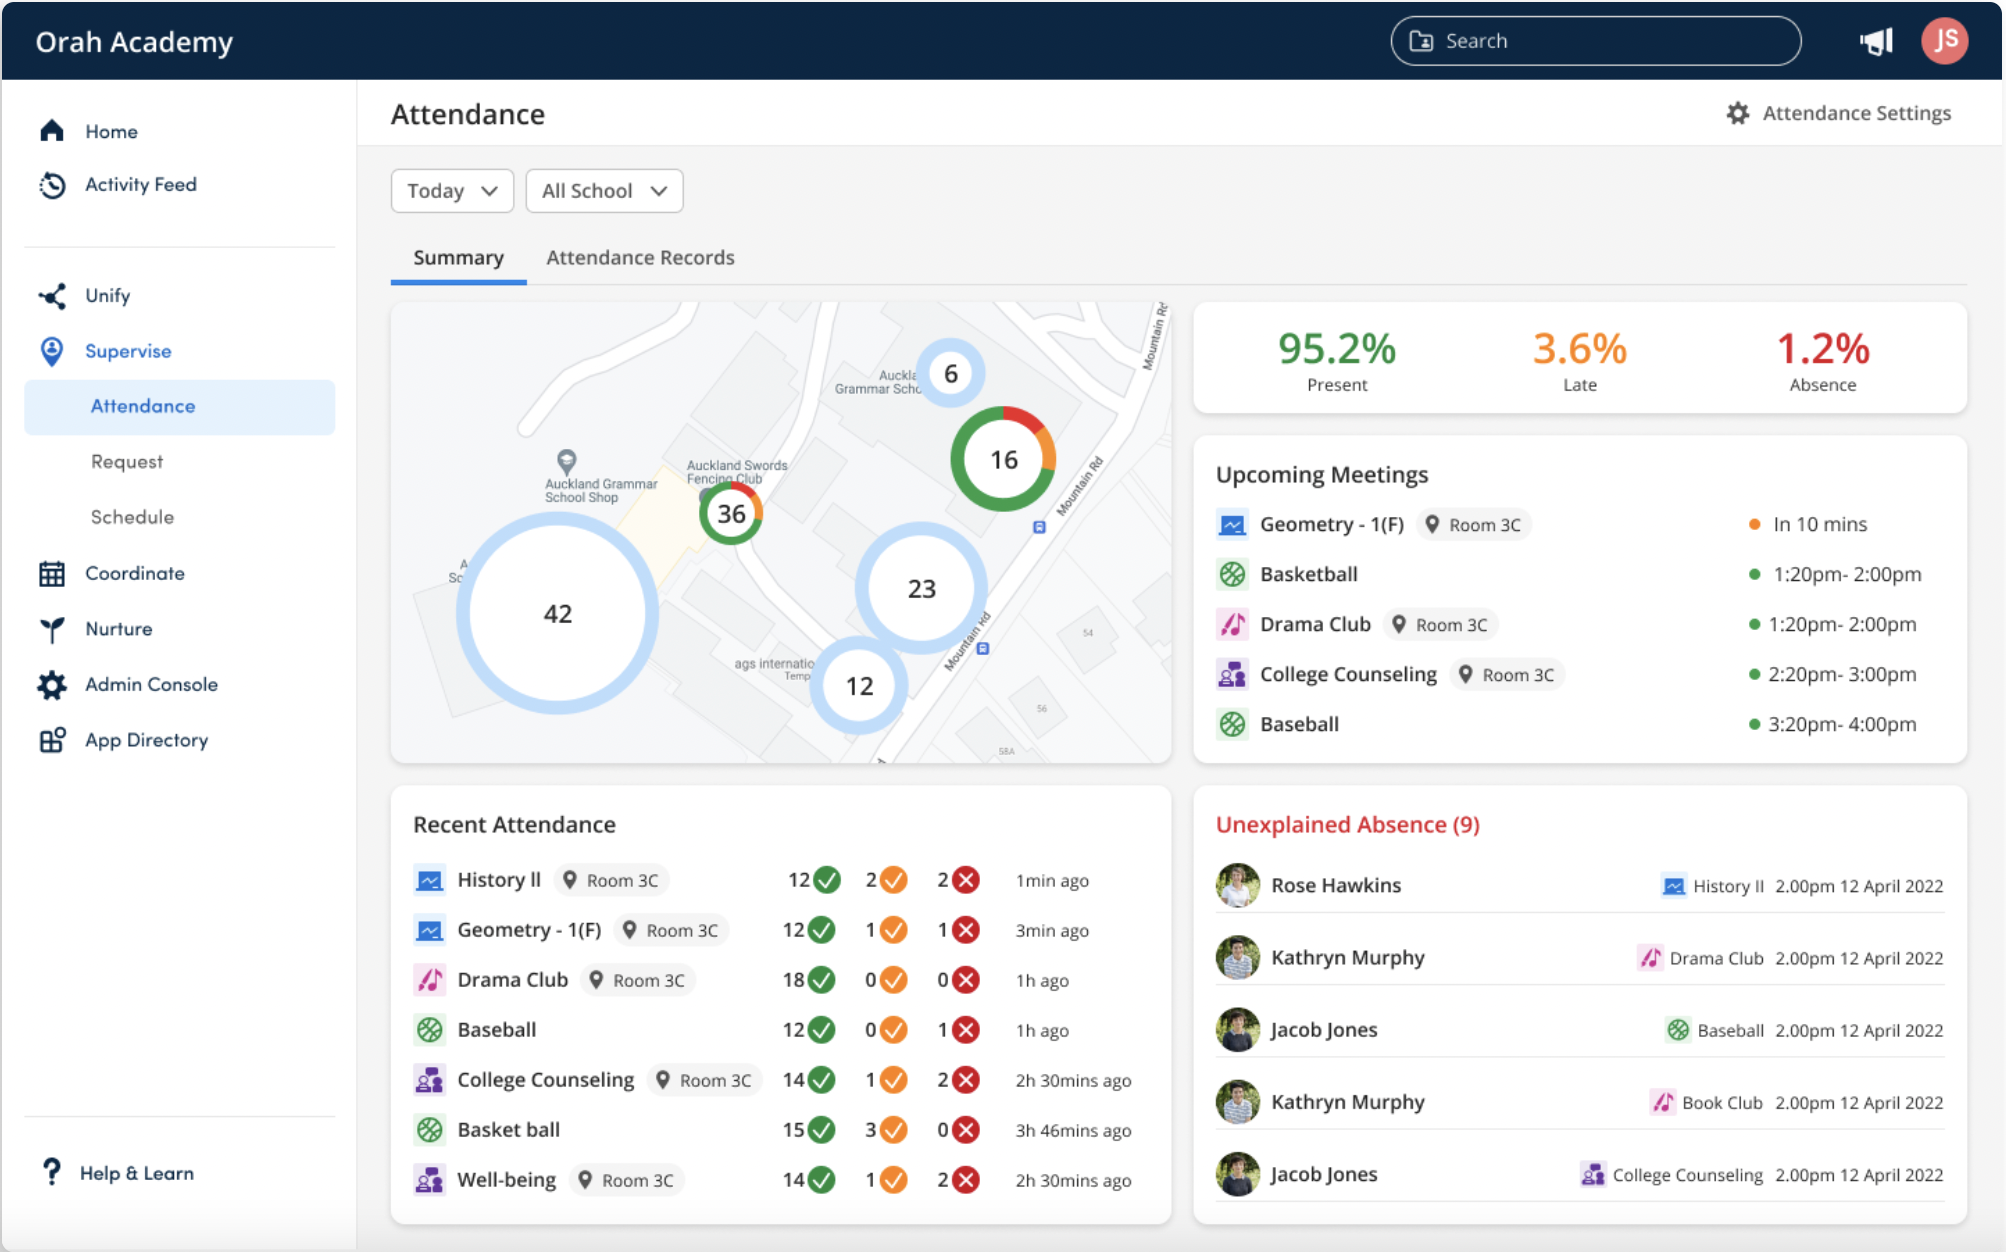 Orah Academy
Search
JS
Home
Activity Feed
Unify
Supervise
Attendance
Request
Schedule
Coordinate
Nurture
Admin Console
App Directory
Help & Learn
Attendance
Attendance Settings
Today
All School
Summary
Attendance Records
Mountain Rd
Auckla
Grammar Scho
6
16
Auckland Swords
Fencing Club
36
Auckland Grammar
School Shop
Mountain Rd
A
Sc
42
23
Mountain Rd
ags internatio
Temp
12
54
56
58A
d
95.2%
Present
3.6%
Late
1.2%
Absence
Upcoming Meetings
Geometry - 1(F) Room 3C In 10 mins
Basketball 1:20pm- 2:00pm
Drama Club Room 3C 1:20pm- 2:00pm
College Counseling Room 3C 2:20pm- 3:00pm
Baseball 3:20pm- 4:00pm
Recent Attendance
History ll Room 3C 12 2 2 1min ago
Geometry - 1(F) Room 3C 12 1 1 3min ago
Drama Club Room 3C 18 0 0 1h ago
Baseball 12 0 1 1h ago
College Counseling Room 3C 14 1 2 2h 30mins ago
Basket ball 15 3 0 3h 46mins ago
Well-being Room 3C 14 1 2 2h 30mins ago
Unexplained Absence (9)
Rose Hawkins History II 2.00pm 12 April 2022
Kathryn Murphy Drama Club 2.00pm 12 April 2022
Jacob Jones Baseball 2.00pm 12 April 2022
Kathryn Murphy Book Club 2.00pm 12 April 2022
Jacob Jones College Counseling 2.00pm 12 April 2022